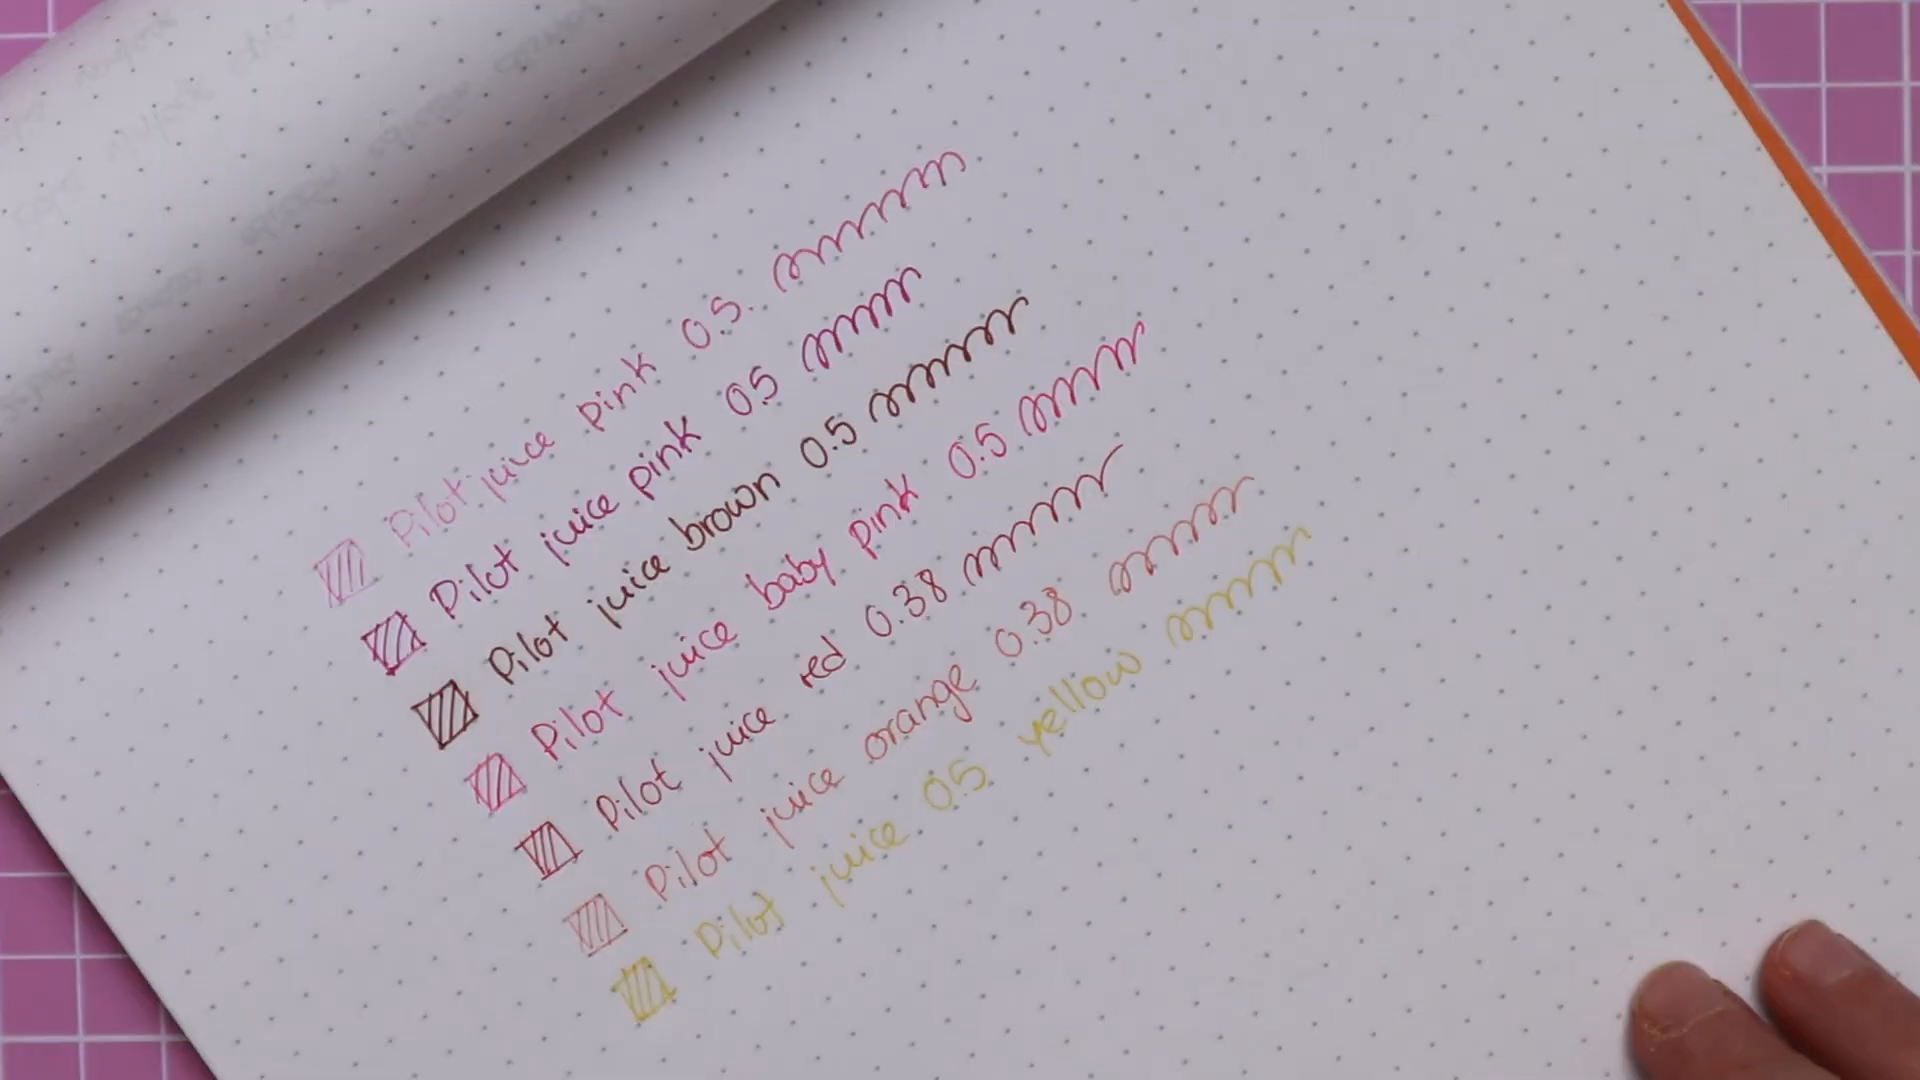 Pilot juice pink 0.5.
Pilot juice pink 0.5
Pilot juice brown 0.5
Pilot juice baby pink 0.5
Pilot juice red 0.38
Pilot juice orange 0.38
Pilot juice 0.5 yellow